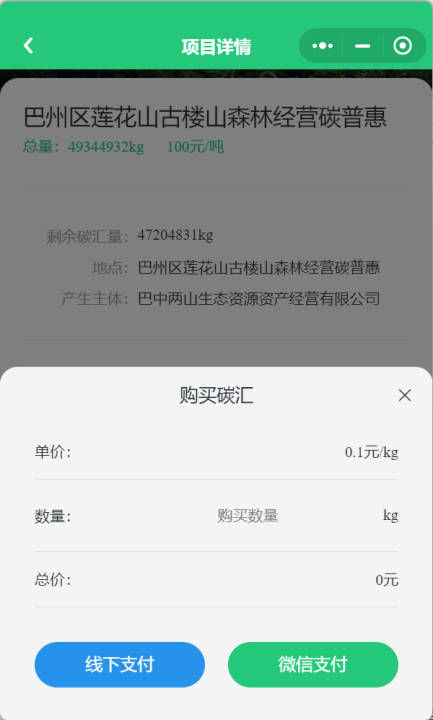 项目详情
巴州区莲花山古楼山森林经营碳普惠
总量：49344932kg 100元/吨
剩余碳汇量：47204831kg
地点：巴州区莲花山古楼山森林经营碳普惠
产生主体：巴中两山生态资源资产经营有限公司
购买碳汇
单价： 0.1元/kg
数量： 购买数量 kg
总价： 0元
线下支付 微信支付